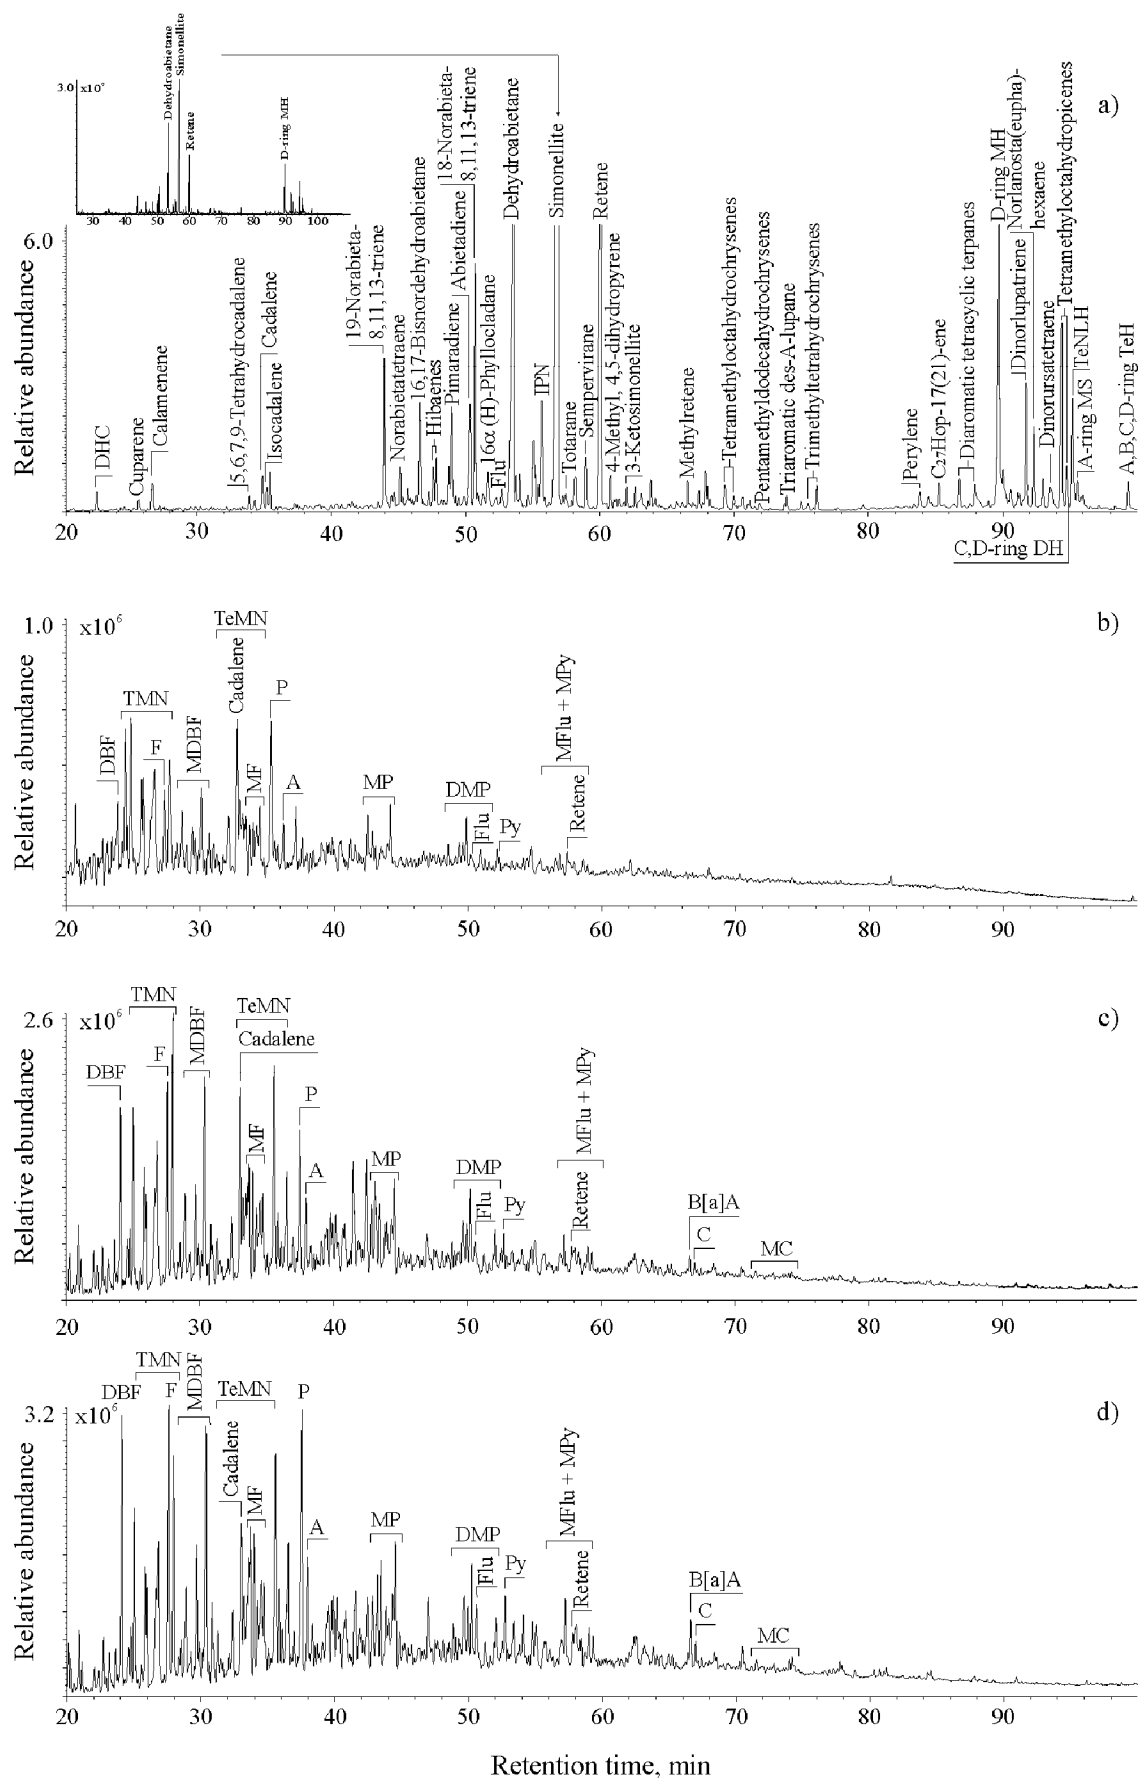 a)
3.0 x10⁷
Dehydroabietane
Simonellite
Retene
D-ring MH
30 40 50 60 70 80 90 100
6.0
Relative abundance
DHC
Cuparene
Calamenene
5,6,7,9-Tetrahydrocadalene
Cadalene
Isocadalene
19-Norabieta-
8,11,13-triene
Norabietatetraene
16,17-Bisnordehydroabietane
Hibaenes
Pimaradiene
Abietadiene
18-Norabieta-
8,11,13-triene
16α (H)-Phyllocladane
Flu
Dehydroabietane
IPN
Simonellite
Totarane
Sempervirane
Retene
4-Methyl, 4,5-dihydropyrene
3-Ketosimonellite
Methylretene
Tetramethyloctahydrochrysenes
Pentamethyldodecahydrochrysenes
Triaromatic des-A-lupane
Trimethyltetrahydrochrysenes
Perylene
C₂₇Hop-17(21)-ene
Diaromatic tetracyclic terpanes
D-ring MH
Norlanosta(eupha)-
hexaene
Dinorlupatriene
Dinorursatetraene
Tetramethyloctahydropicenes
TeNLH
A-ring MS
A,B,C,D-ring TeH
C,D-ring DH
20 30 40 50 60 70 80 90
b)
1.0 x10⁶
Relative abundance
DBF
TMN
F
MDBF
TeMN
Cadalene
MF
P
A
MP
DMP
Flu
Py
MFlu + MPy
Retene
20 30 40 50 60 70 80 90
c)
2.6 x10⁶
Relative abundance
DBF
TMN
F
MDBF
TeMN
Cadalene
MF
P
A
MP
DMP
Flu
Py
MFlu + MPy
Retene
B[a]A
C
MC
20 30 40 50 60 70 80 90
d)
3.2 x10⁶
Relative abundance
DBF
TMN
F
MDBF
TeMN
Cadalene
MF
P
A
MP
DMP
Flu
Py
MFlu + MPy
Retene
B[a]A
C
MC
20 30 40 50 60 70 80 90
Retention time, min